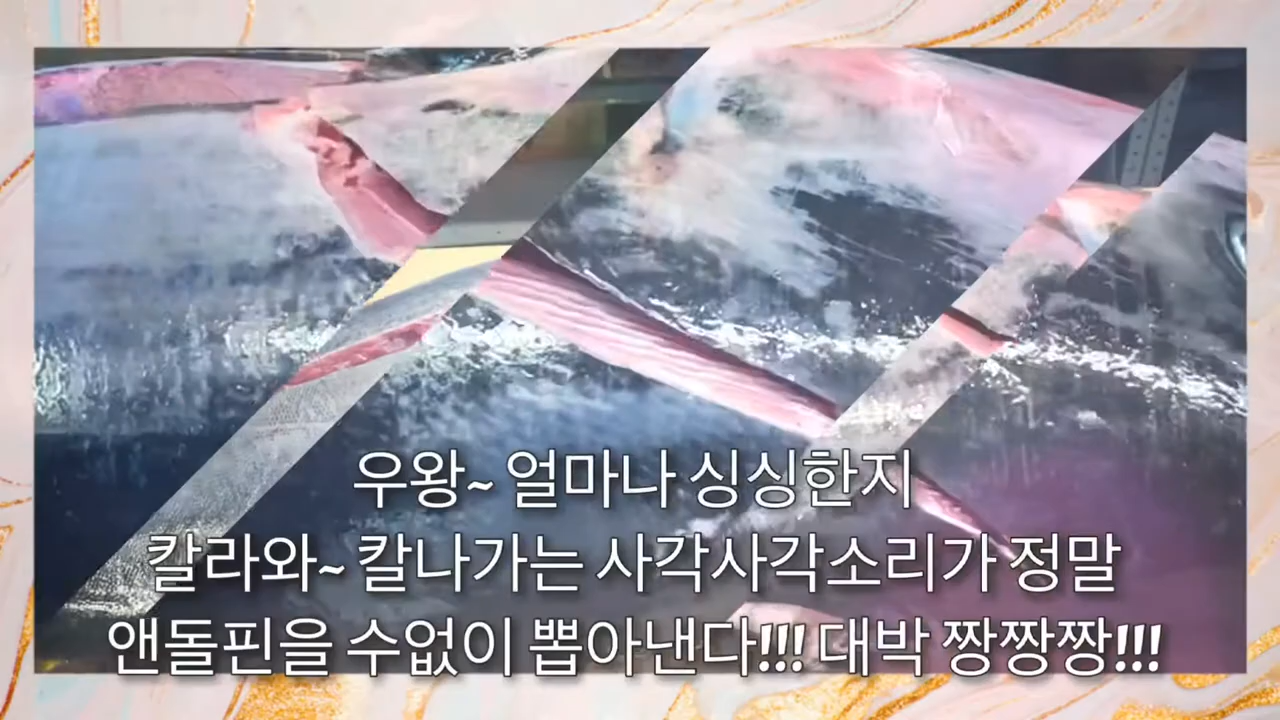 우왕~ 얼마나 싱싱한지
칼라와~ 칼나가는 사각사각소리가 정말
앤돌핀을 수없이 뽑아낸다!!! 대박 짱짱짱!!!